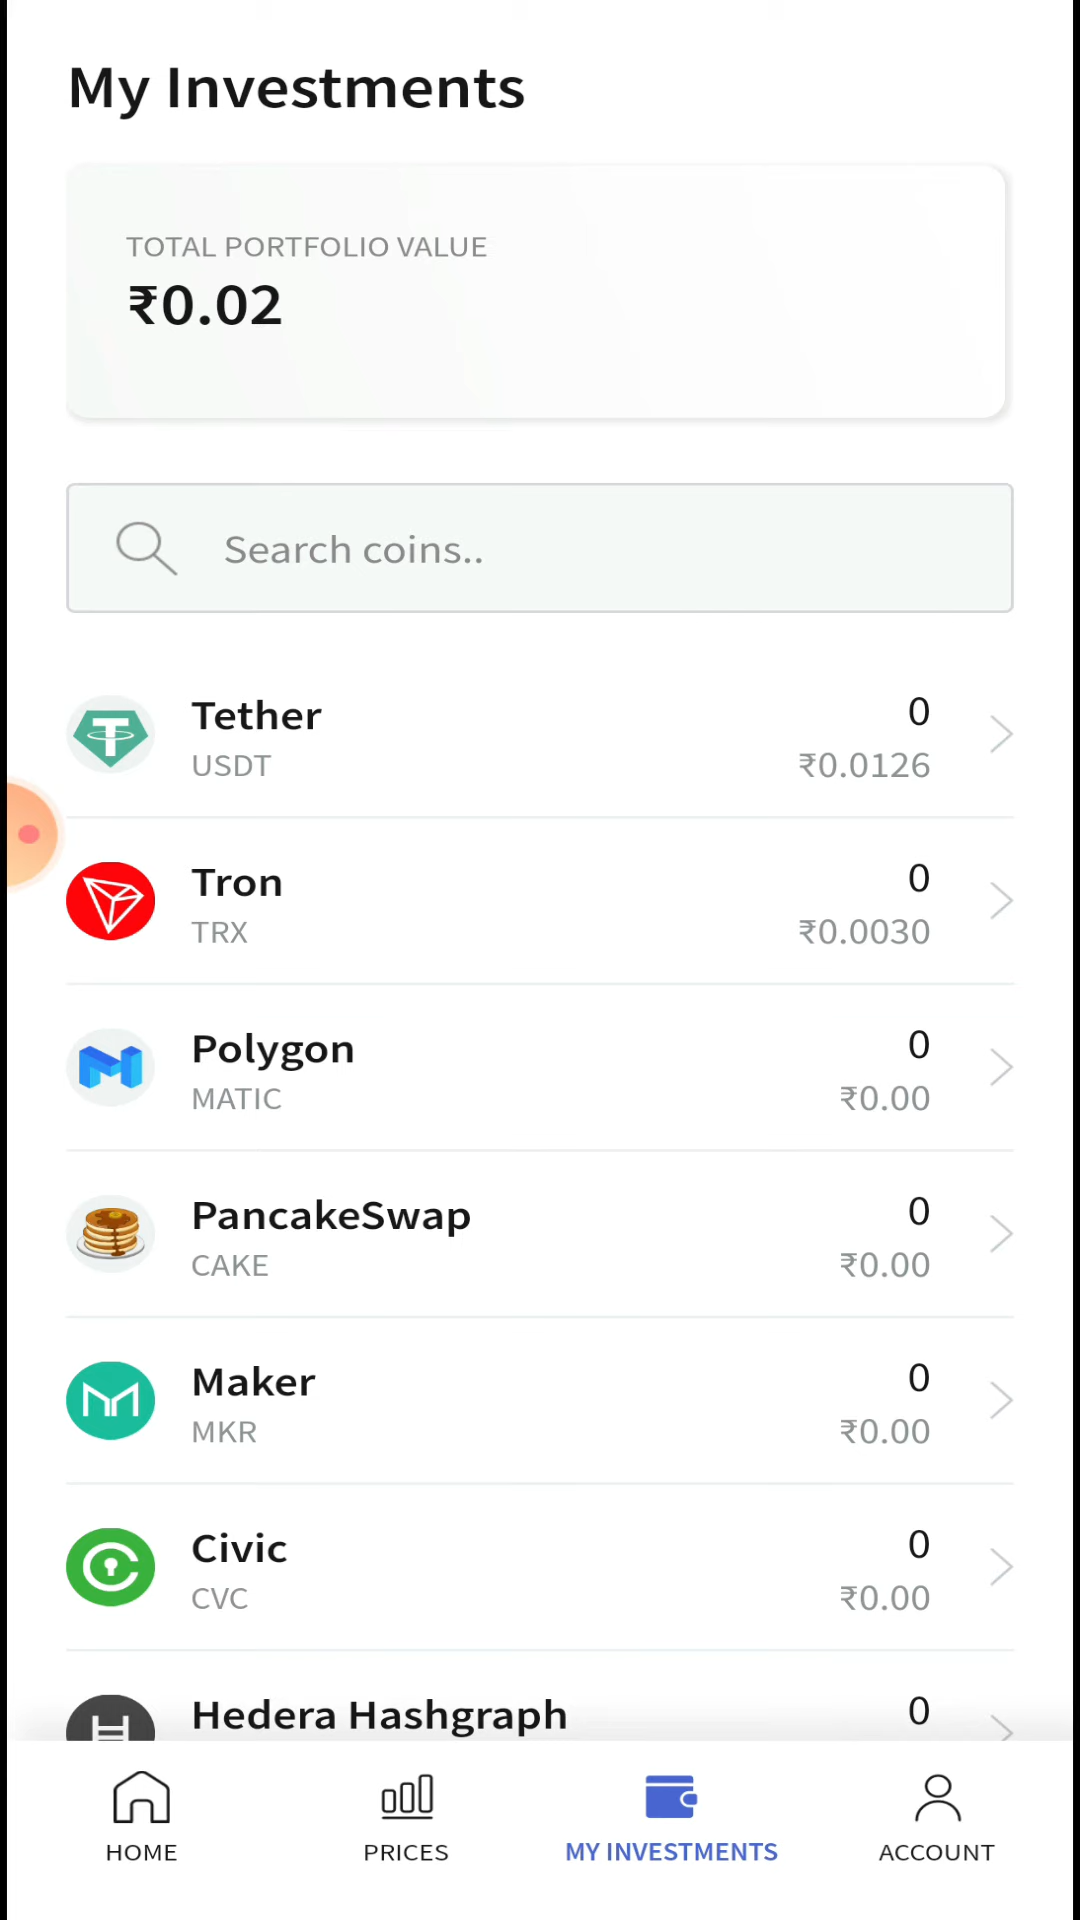 My Investments
TOTAL PORTFOLIO VALUE
₹0.02
Search coins..
Tether
0
USDT
₹0.0126
Tron
0
TRX
₹0.0030
Polygon
0
MATIC
₹0.00
PancakeSwap
0
CAKE
₹0.00
Maker
0
MKR
₹0.00
Civic
0
CVC
₹0.00
Hedera Hashgraph
0
HOME
PRICES
MY INVESTMENTS
ACCOUNT